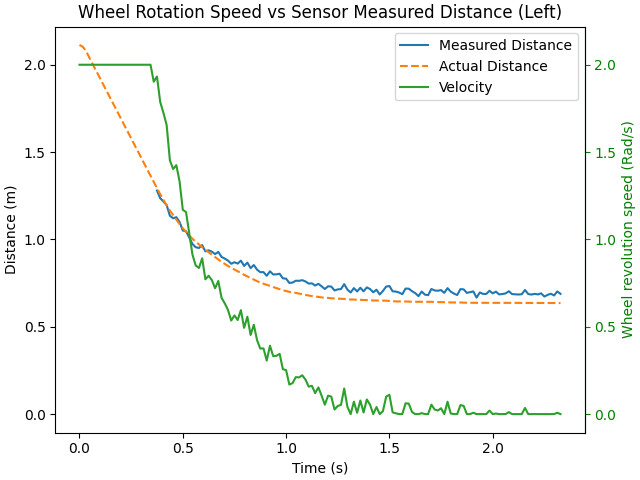 Wheel Rotation Speed vs Sensor Measured Distance (Left)
Measured Distance
Actual Distance
Velocity
Distance (m)
2.0
1.5
1.0
0.5
0.0
2.0
1.5
1.0
0.5
0.0
Wheel revolution speed (Rad/s)
0.0 0.5 1.0 1.5 2.0
Time (s)